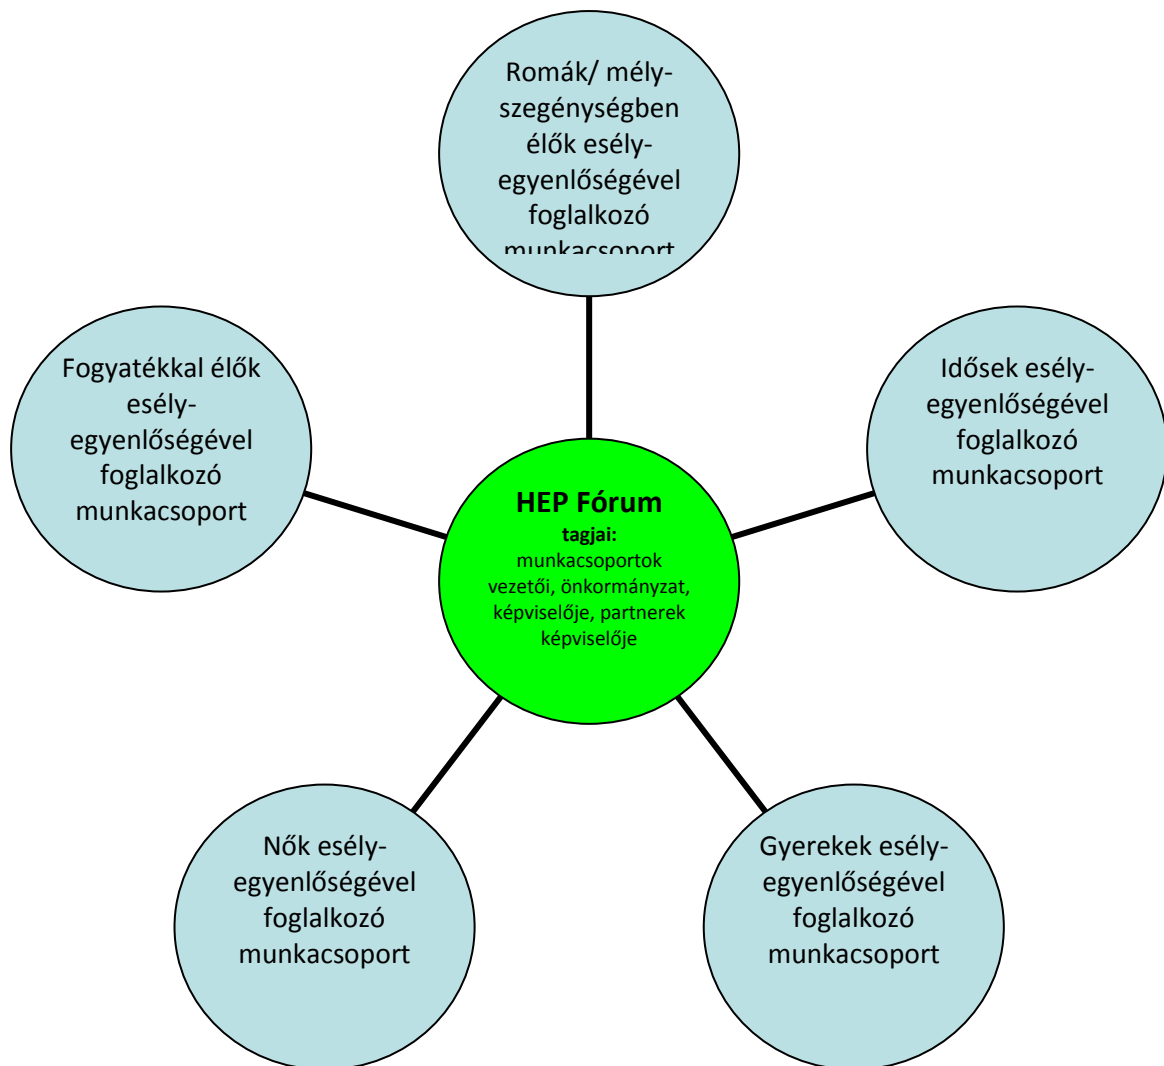 Romák/ mély-
szegénységben
élők esély-
egyenlőségével
foglalkozó
munkacsoport
Fogyatékkal élők
esély-
egyenlőségével
foglalkozó
munkacsoport
Idősek esély-
egyenlőségével
foglalkozó
munkacsoport
HEP Fórum
tagjai:
munkacsoportok
vezetői, önkormányzat,
képviselője, partnerek
képviselője
Nők esély-
egyenlőségével
foglalkozó
munkacsoport
Gyerekek esély-
egyenlőségével
foglalkozó
munkacsoport